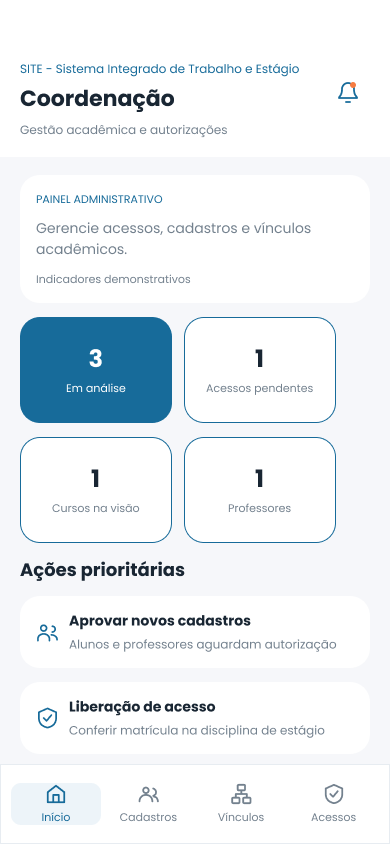 SITE - Sistema Integrado de Trabalho e Estágio
Coordenação
Gestão acadêmica e autorizações
PAINEL ADMINISTRATIVO
Gerencie acessos, cadastros e vínculos
acadêmicos.
Indicadores demonstrativos
3
Em análise
1
Acessos pendentes
1
Cursos na visão
1
Professores
Ações prioritárias
Aprovar novos cadastros
Alunos e professores aguardam autorização
Liberação de acesso
Conferir matrícula na disciplina de estágio
Início
Cadastros
Vínculos
Acessos